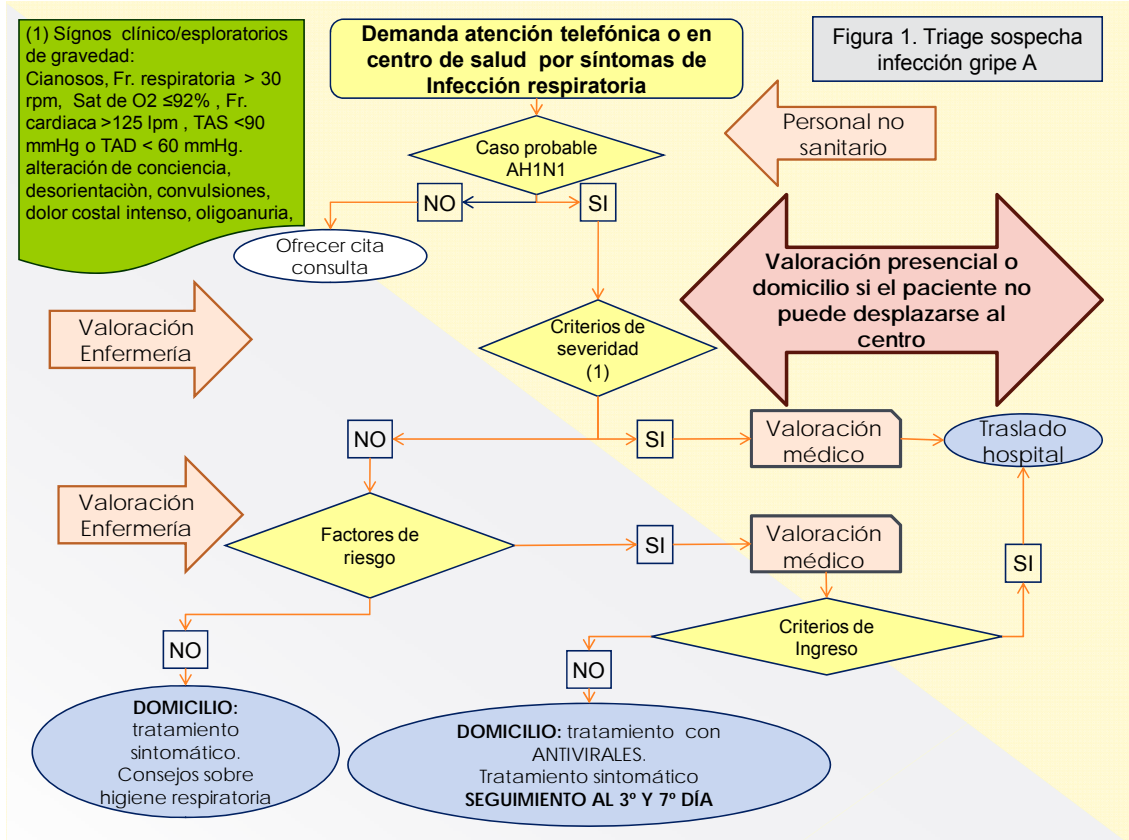 (1) Sígnos clínico/esploratorios
de gravedad:
Cianosos, Fr. respiratoria > 30
rpm, Sat de O2 ≤92% , Fr.
cardiaca >125 lpm , TAS <90
mmHg o TAD < 60 mmHg.
alteración de conciencia,
desorientaciòn, convulsiones,
dolor costal intenso, oligoanuria,
Demanda atención telefónica o en
centro de salud por síntomas de
Infección respiratoria
Figura 1. Triage sospecha
infección gripe A
Personal no
sanitario
Caso probable
AH1N1
NO
SI
Ofrecer cita
consulta
Valoración presencial o
domicilio si el paciente no
puede desplazarse al
centro
Valoración
Enfermería
Criterios de
severidad
(1)
NO
SI
Valoración
médico
Traslado
hospital
Valoración
Enfermería
Factores de
riesgo
SI
Valoración
médico
SI
Criterios de
Ingreso
NO
NO
DOMICILIO:
tratamiento
sintomático.
Consejos sobre
higiene respiratoria
DOMICILIO: tratamiento con
ANTIVIRALES.
Tratamiento sintomático
SEGUIMIENTO AL 3º Y 7º DÍA